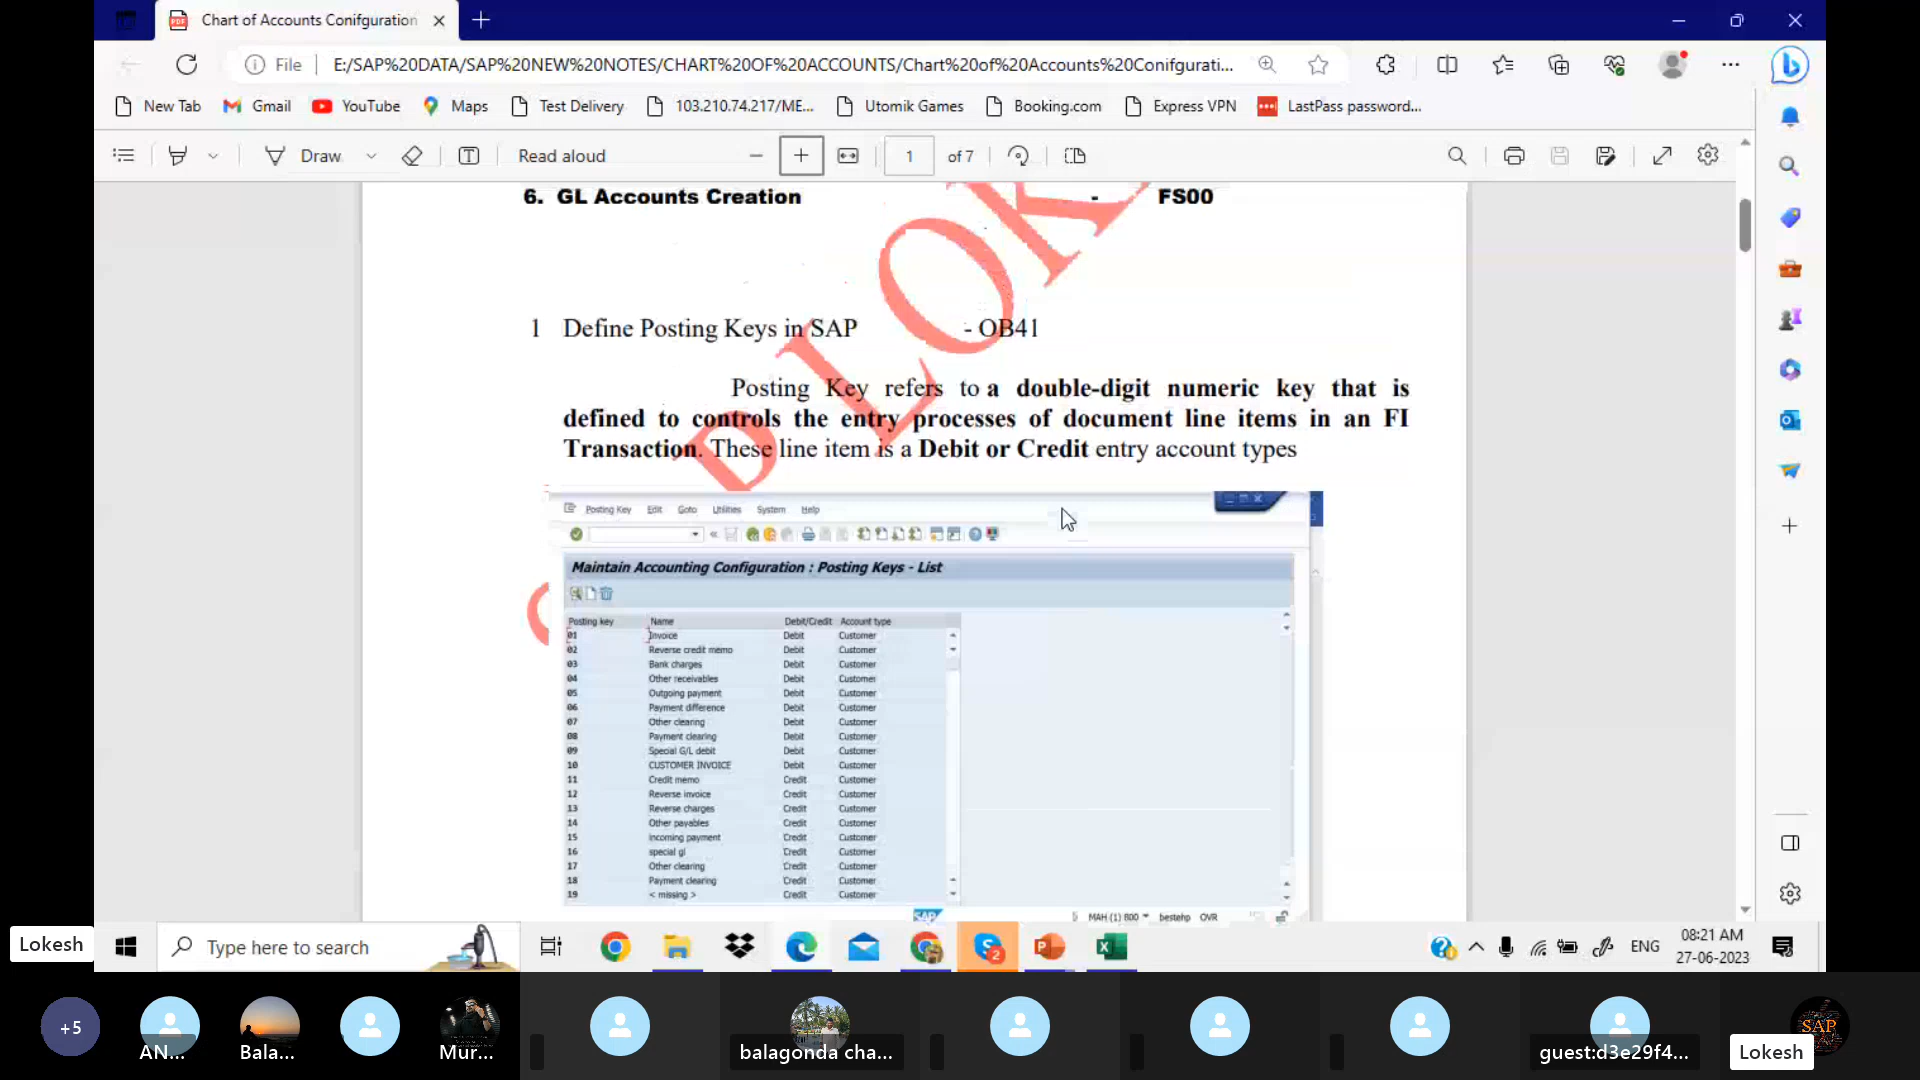 Chart of Accounts Conifguration
File
E:/SAP%20DATA/SAP%20NEW%20NOTES/CHART%20OF%20ACCOUNTS/Chart%20of%20Accounts%20Conifgurati...
New Tab Gmail YouTube Maps Test Delivery 103.210.74.217/ME... Utomik Games Booking.com Express VPN LastPass password...
Draw Read aloud 1 of 7
6. GL Accounts Creation - FS00
1 Define Posting Keys in SAP - OB41
Posting Key refers to a double-digit numeric key that is
defined to controls the entry processes of document line items in an FI
Transaction. These line item is a Debit or Credit entry account types
Posting Key Edit Goto Utilities System Help
Maintain Accounting Configuration : Posting Keys - List
Posting key Name Debit/Credit Account type
01 Invoice Debit Customer
02 Reverse credit memo Debit Customer
03 Bank charges Debit Customer
04 Other receivables Debit Customer
05 Outgoing payment Debit Customer
06 Payment difference Debit Customer
07 Other clearing Debit Customer
08 Payment clearing Debit Customer
09 Special G/L debit Debit Customer
10 CUSTOMER INVOICE Debit Customer
11 Credit memo Credit Customer
12 Reverse invoice Credit Customer
13 Reverse charges Credit Customer
14 Other payables Credit Customer
15 Incoming payment Credit Customer
16 special gl Credit Customer
17 Other clearing Credit Customer
18 Payment clearing Credit Customer
19 < missing > Credit Customer
SAP MAH (1) 800 bestehp OVR
Lokesh
Type here to search
2
ENG
08:21 AM
27-06-2023
+5
AN...
Bala...
Mur...
balagonda cha...
guest:d3e29f4...
SAP
Lokesh